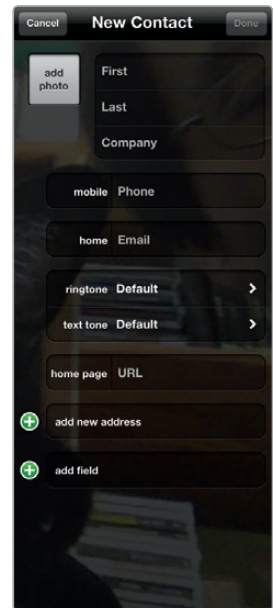 Cancel New Contact Done
add photo
First
Last
Company
mobile Phone
home Email
ringtone Default
text tone Default
home page URL
add new address
add field